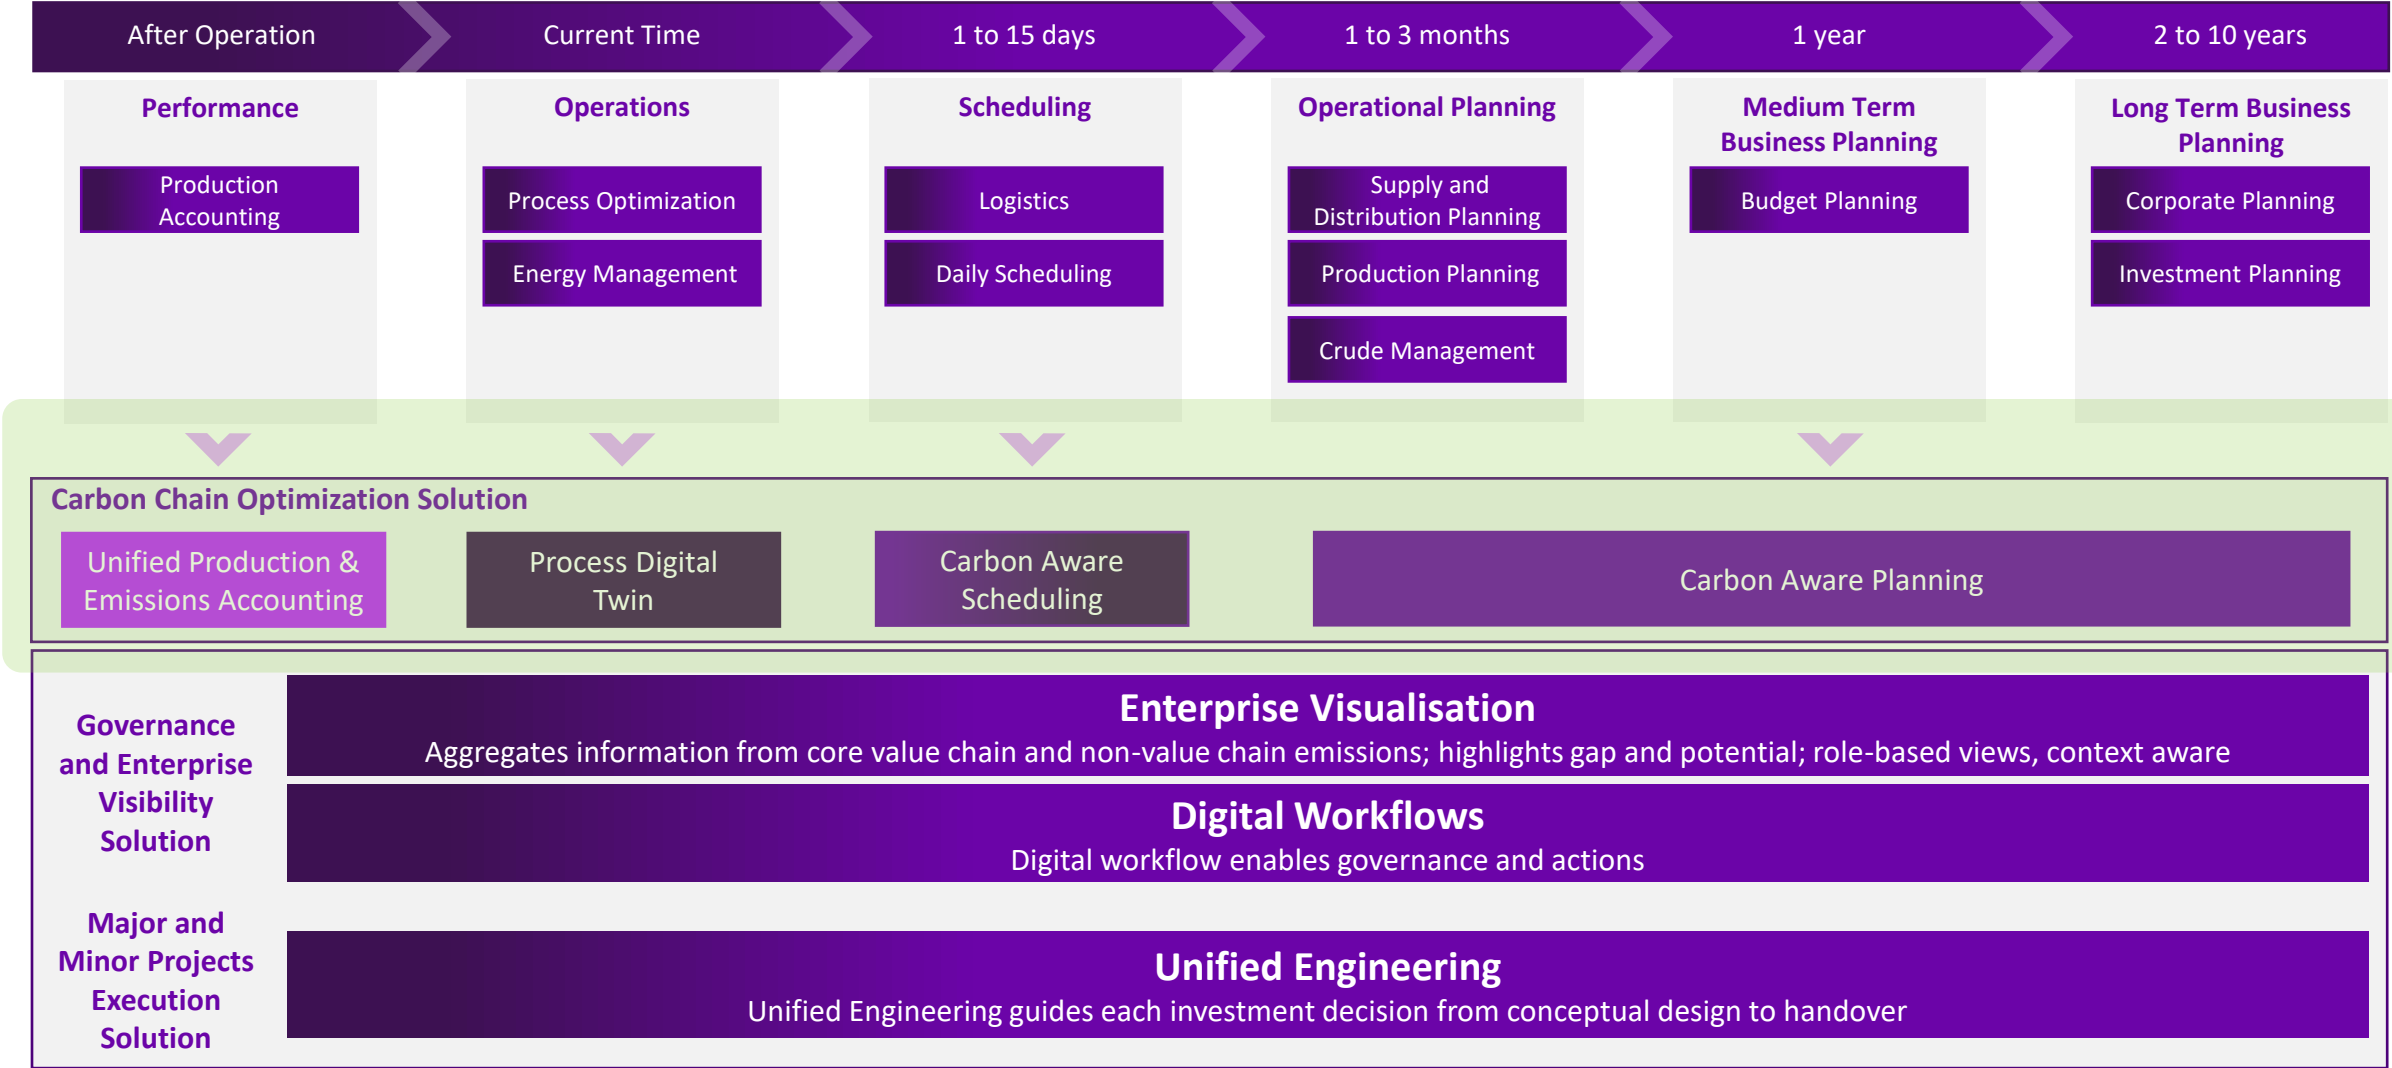 After Operation
Current Time
1 to 15 days
1 to 3 months
1 year
2 to 10 years
Performance
Production
Accounting
Operations
Process Optimization
Energy Management
Scheduling
Logistics
Daily Scheduling
Operational Planning
Supply and
Distribution Planning
Production Planning
Crude Management
Medium Term
Business Planning
Budget Planning
Long Term Business
Planning
Corporate Planning
Investment Planning
Carbon Chain Optimization Solution
Unified Production &
Emissions Accounting
Process Digital
Twin
Carbon Aware
Scheduling
Carbon Aware Planning
Governance
and Enterprise
Visibility
Solution
Enterprise Visualisation
Aggregates information from core value chain and non-value chain emissions; highlights gap and potential; role-based views, context aware
Digital Workflows
Digital workflow enables governance and actions
Major and
Minor Projects
Execution
Solution
Unified Engineering
Unified Engineering guides each investment decision from conceptual design to handover